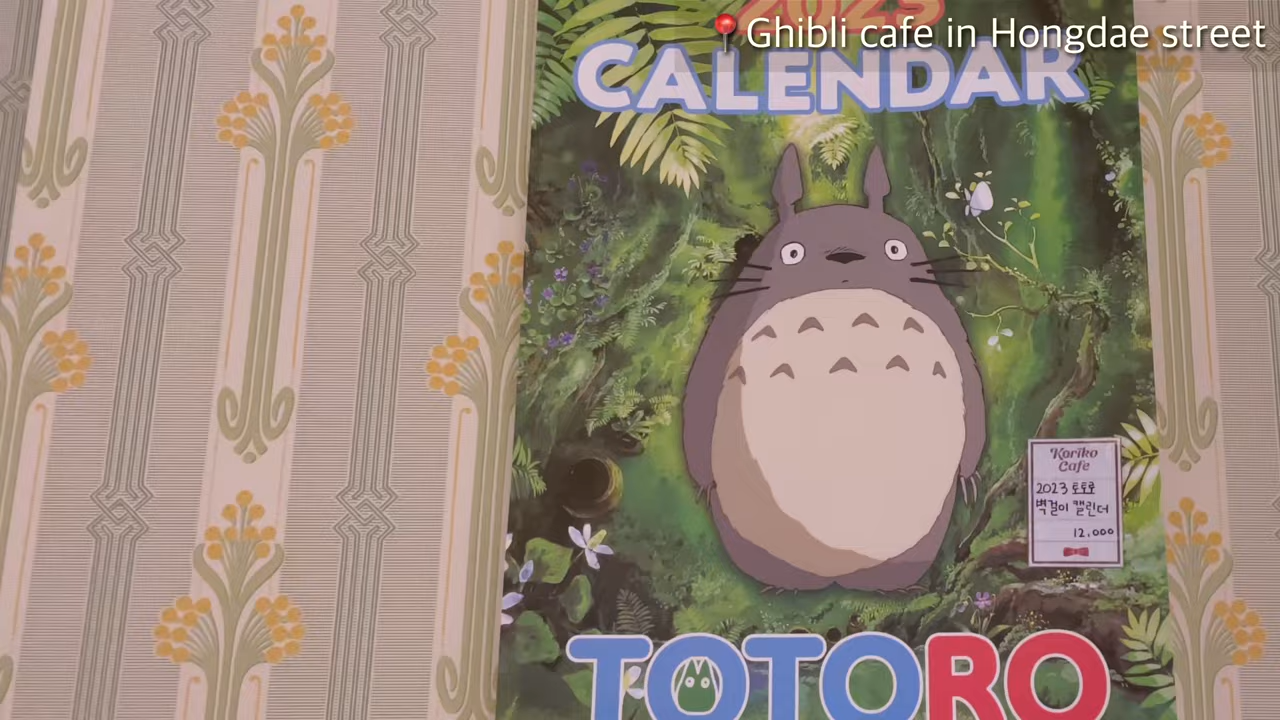 2023
📍Ghibli cafe in Hongdae street
CALENDAR
Koriko
Cafe
2023 토토로
벽걸이 캘린더
12,000
TOTORO